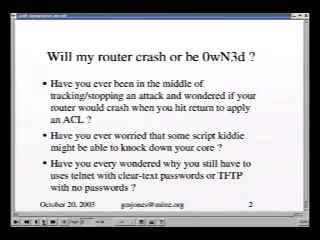 Will my router crash or be 0wN3d ?
• Have you ever been in the middle of
tracking/stopping an attack and wondered if your
router would crash when you hit return to apply
an ACL ?
• Have you ever worried that some script kiddie
might be able to knock down your core ?
• Have you every wondered why you still have to
uses telnet with clear-text passwords or TFTP
with no passwords ?
October 20, 2003 gmjones@mitre.org 2